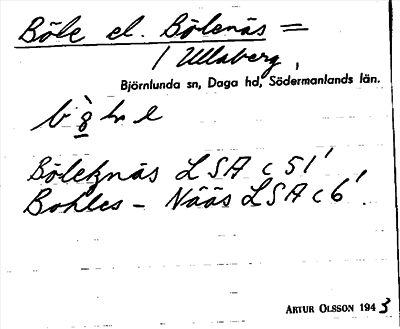 Böle el. Bölenäs =
/ Ullaberg,
Björnlunda sn, Daga hd, Södermanlands län.
Böleknäs LSA c 51'
Bohles - Nääs LSA c 6'.
ARTUR OLSSON 1943